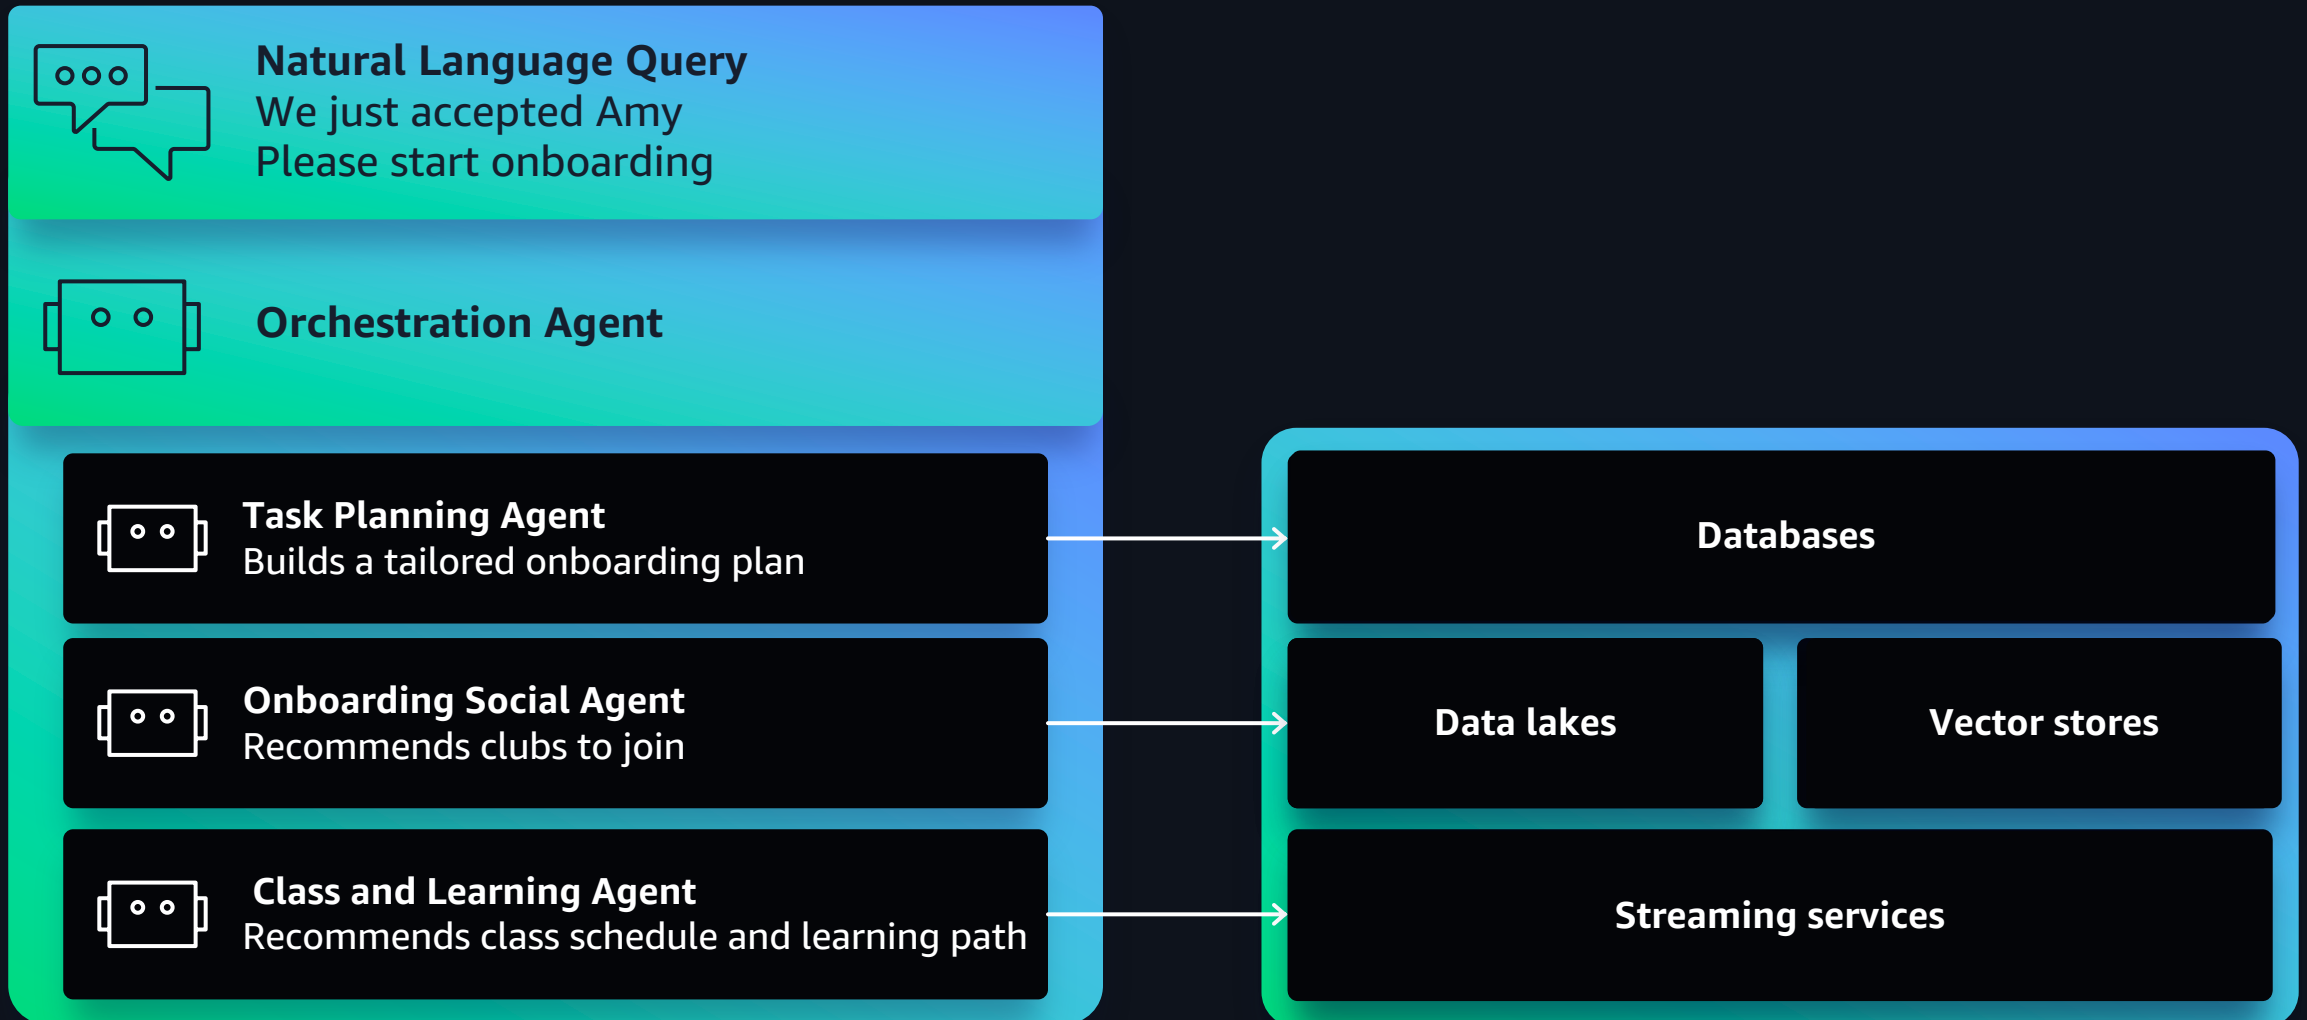 Natural Language Query
We just accepted Amy
Please start onboarding
Orchestration Agent
Task Planning Agent
Builds a tailored onboarding plan
Onboarding Social Agent
Recommends clubs to join
Class and Learning Agent
Recommends class schedule and learning path
Databases
Data lakes
Vector stores
Streaming services